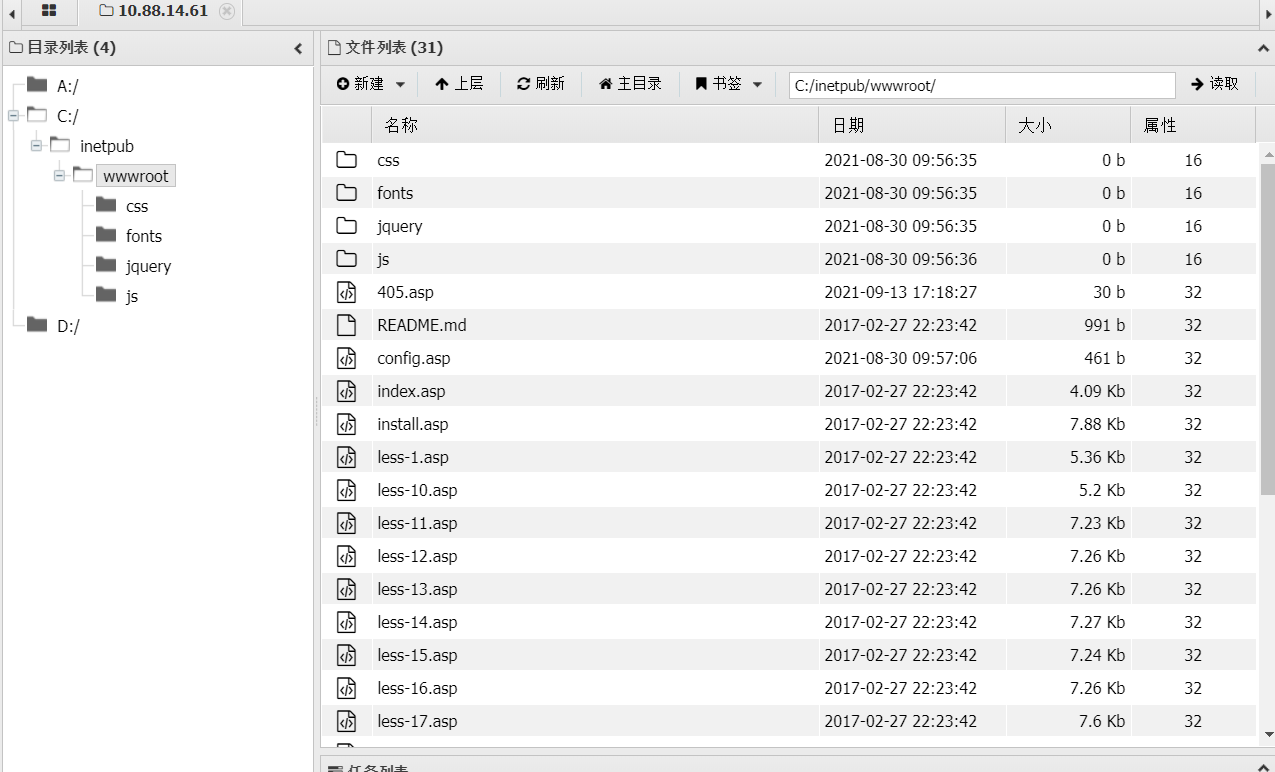 10.88.14.61
目录列表 (4)
A:/
C:/
inetpub
wwwroot
css
fonts
jquery
js
D:/
文件列表 (31)
新建 上层 刷新 主目录 书签 C:/inetpub/wwwroot/ 读取
名称 日期 大小 属性
css 2021-08-30 09:56:35 0 b 16
fonts 2021-08-30 09:56:35 0 b 16
jquery 2021-08-30 09:56:35 0 b 16
js 2021-08-30 09:56:36 0 b 16
405.asp 2021-09-13 17:18:27 30 b 32
README.md 2017-02-27 22:23:42 991 b 32
config.asp 2021-08-30 09:57:06 461 b 32
index.asp 2017-02-27 22:23:42 4.09 Kb 32
install.asp 2017-02-27 22:23:42 7.88 Kb 32
less-1.asp 2017-02-27 22:23:42 5.36 Kb 32
less-10.asp 2017-02-27 22:23:42 5.2 Kb 32
less-11.asp 2017-02-27 22:23:42 7.23 Kb 32
less-12.asp 2017-02-27 22:23:42 7.26 Kb 32
less-13.asp 2017-02-27 22:23:42 7.26 Kb 32
less-14.asp 2017-02-27 22:23:42 7.27 Kb 32
less-15.asp 2017-02-27 22:23:42 7.24 Kb 32
less-16.asp 2017-02-27 22:23:42 7.26 Kb 32
less-17.asp 2017-02-27 22:23:42 7.6 Kb 32
任务列表